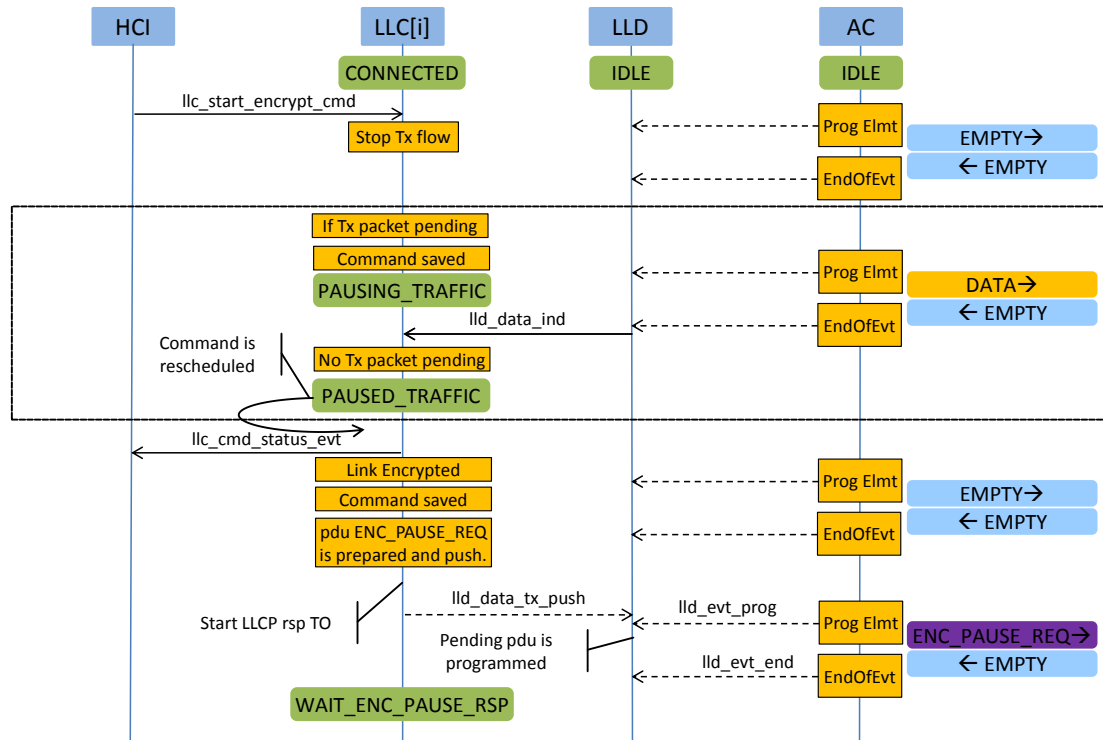 HCI
LLC[i]
LLD
AC
CONNECTED
IDLE
IDLE
llc_start_encrypt_cmd
Stop Tx flow
Prog Elmt
EMPTY→
← EMPTY
EndOfEvt
If Tx packet pending
Command saved
PAUSING_TRAFFIC
Prog Elmt
DATA→
← EMPTY
lld_data_ind
EndOfEvt
Command is
rescheduled
No Tx packet pending
PAUSED_TRAFFIC
llc_cmd_status_evt
Link Encrypted
Command saved
Prog Elmt
EMPTY→
← EMPTY
pdu ENC_PAUSE_REQ
is prepared and push.
EndOfEvt
Start LLCP rsp TO
lld_data_tx_push
lld_evt_prog
Prog Elmt
ENC_PAUSE_REQ→
← EMPTY
Pending pdu is
programmed
lld_evt_end
EndOfEvt
WAIT_ENC_PAUSE_RSP